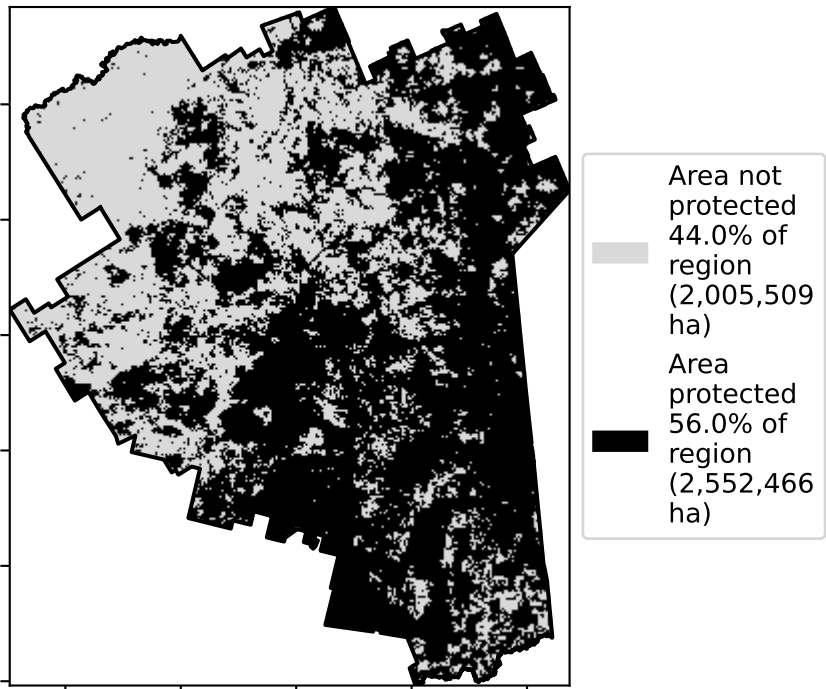 Area not
protected
44.0% of
region
(2,005,509
ha)
Area
protected
56.0% of
region
(2,552,466
ha)